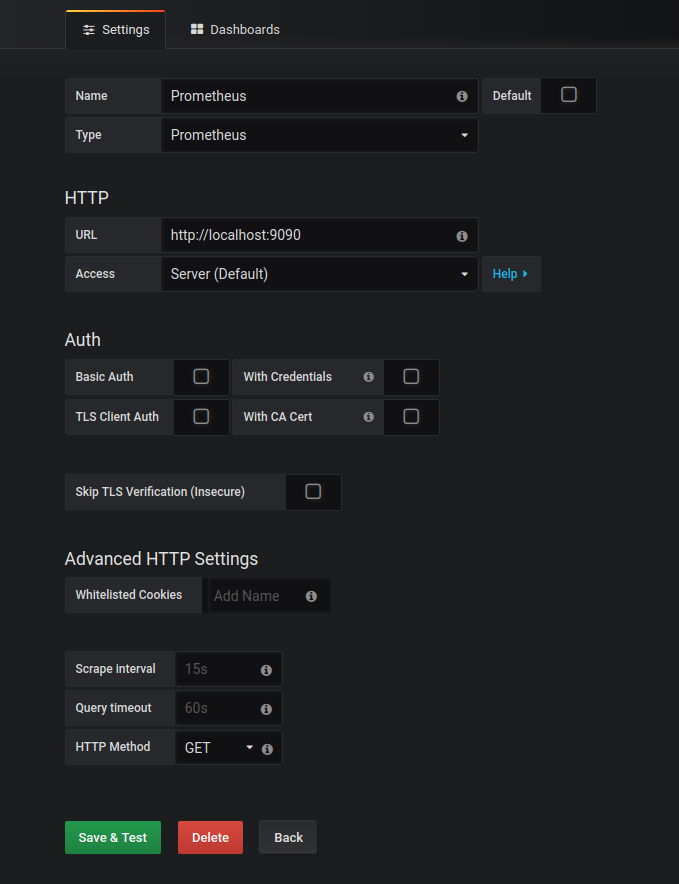 Settings Dashboards
Name Prometheus Default
Type Prometheus
HTTP
URL http://localhost:9090
Access Server (Default) Help
Auth
Basic Auth With Credentials
TLS Client Auth With CA Cert
Skip TLS Verification (Insecure)
Advanced HTTP Settings
Whitelisted Cookies Add Name
Scrape interval 15s
Query timeout 60s
HTTP Method GET
Save & Test Delete Back